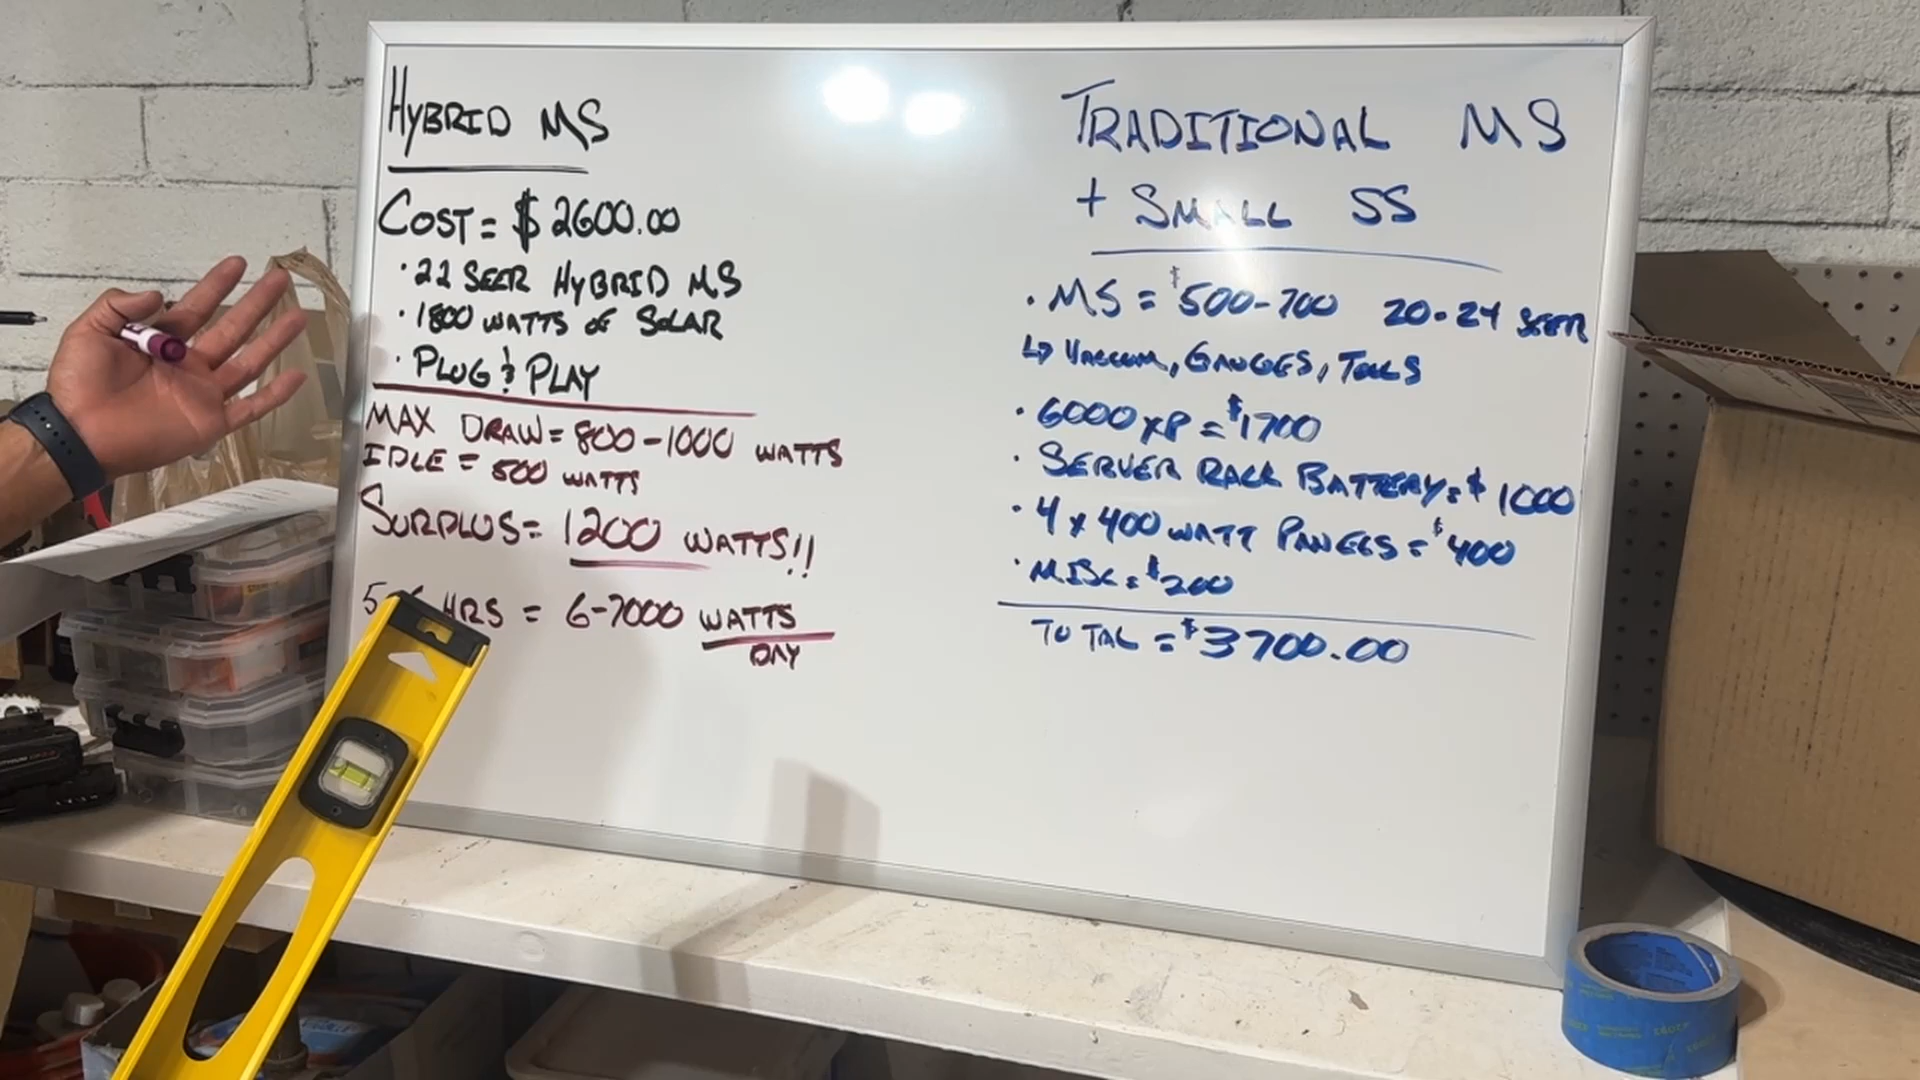 HYBRID MS
COST = $2600.00
• 22 SEER HYBRID MS
• 1800 WATTS OF SOLAR
• PLUG & PLAY
MAX DRAW = 800-1000 WATTS
IDLE = 500 WATTS
SURPLUS = 1200 WATTS!!
HRS = 6-7000 WATTS
DAY
TRADITIONAL MS
+ SMALL SS
• MS = $500-700 20-24 SEER
↳ VACCUM, GAUGES, TOOLS
• 6000XP = $1700
• SERVER RACK BATTERY = $1000
• 4 x 400 WATT PANELS = $400
• MISC = $200
TOTAL = $3700.00